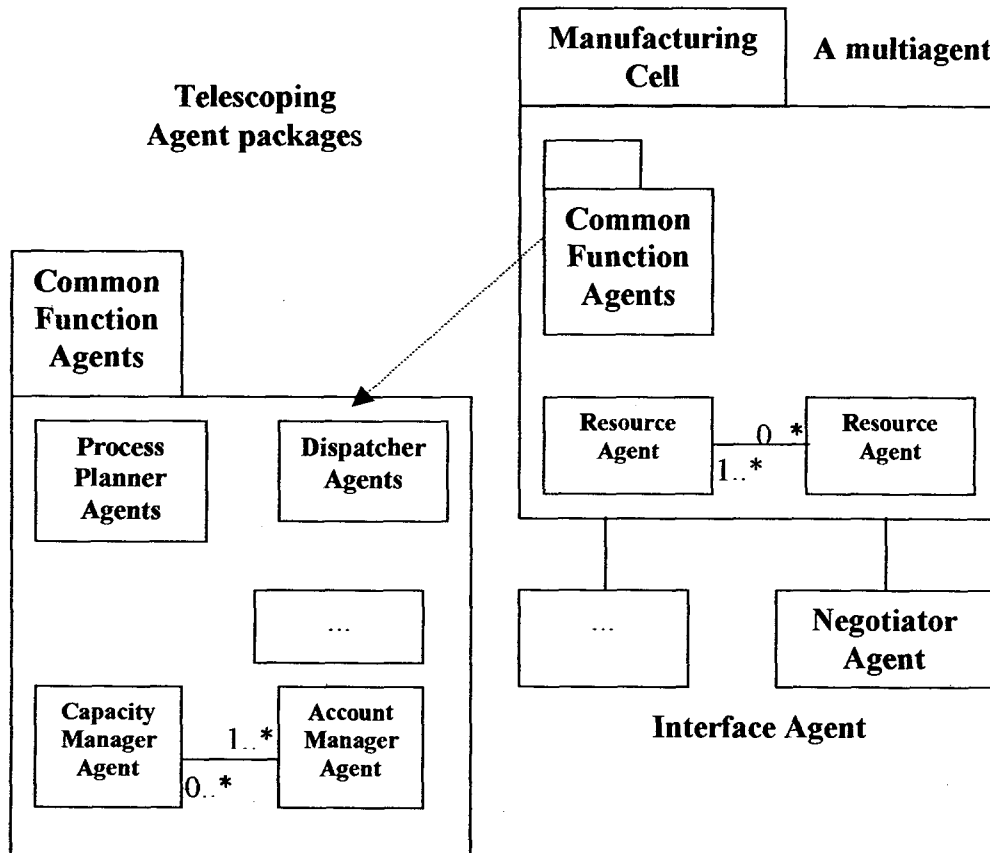 Telescoping
Agent packages
Manufacturing
Cell
A multiagent
Common
Function
Agents
Common
Function
Agents
Process
Planner
Agents
Dispatcher
Agents
...
Capacity
Manager
Agent
1..*
0..*
Account
Manager
Agent
Resource
Agent
0..*
1..*
Resource
Agent
...
Negotiator
Agent
Interface Agent